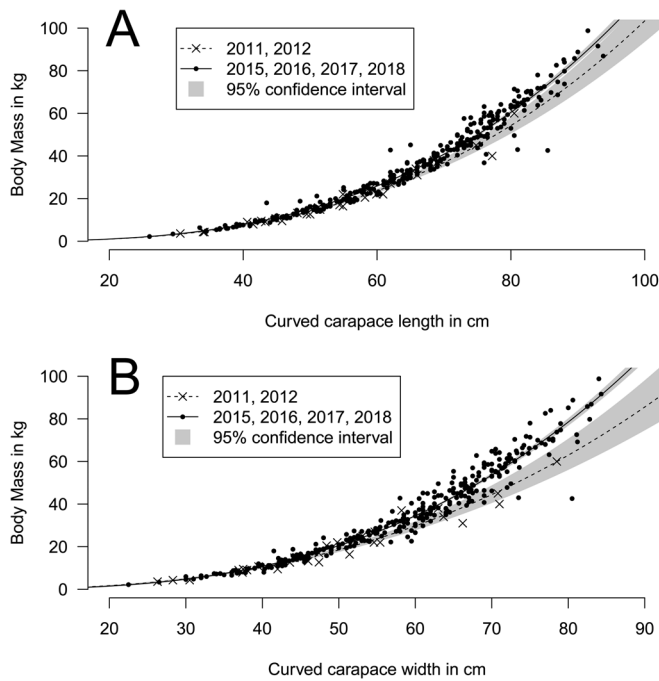 A
2011, 2012
2015, 2016, 2017, 2018
95% confidence interval
Body Mass in kg
100
80
60
40
20
0
20 40 60 80 100
Curved carapace length in cm
B
2011, 2012
2015, 2016, 2017, 2018
95% confidence interval
Body Mass in kg
100
80
60
40
20
0
20 30 40 50 60 70 80 90
Curved carapace width in cm